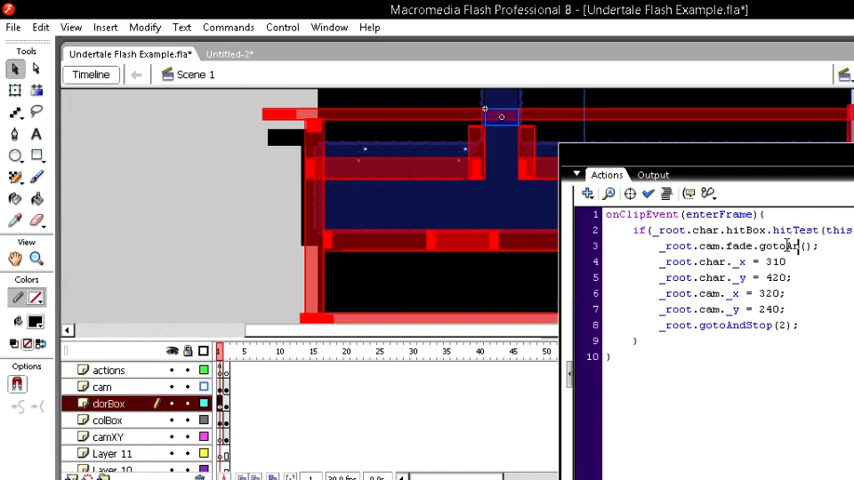 Macromedia Flash Professional 8 - [Undertale Flash Example.fla*]
File Edit View Insert Modify Text Commands Control Window Help
Tools
Undertale Flash Example.fla* Untitled-2*
Timeline Scene 1
View
Colors
Options
Actions Output
1 onClipEvent(enterFrame){
2 if(_root.char.hitBox.hitTest(this
3 _root.cam.fade.gotoAn();
4 _root.char._x = 310
5 _root.char._y = 420;
6 _root.cam._x = 320;
7 _root.cam._y = 240;
8 _root.gotoAndStop(2);
9 }
10 }
1 5 10 15 20 25 30 35 40 45 50
actions
cam
dorBox
colBox
camXY
Layer 11
Layer 10
1 30.0 fps 0.0s